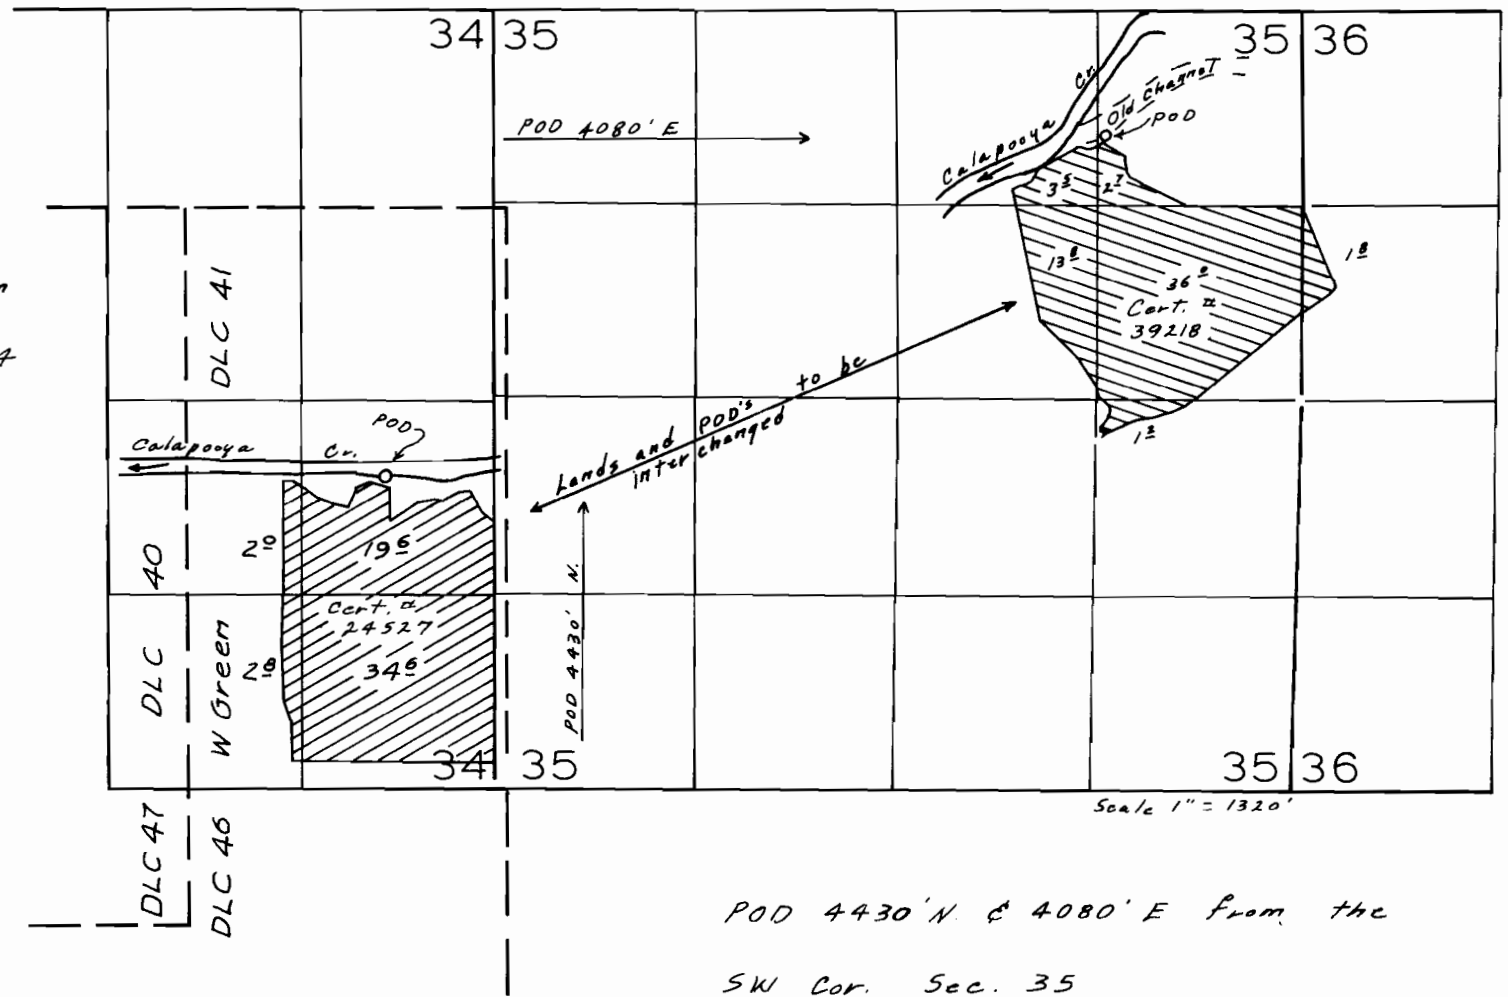 34 35
35 36
POD 4080' E
Calapooya Cr.
Old Channel
POD
3 5
2 7
13 8
36 0
Cert. #
39218
1 8
1 3
DLC 41
4
POD
Calapooya Cr.
Lands and POD's to be
inter changed
2 0
19 6
Cert. #
24527
2 8
34 6
DLC 40
W Green
POD 4430' N.
34 35
35 36
Scale 1" = 1320'
DLC 47
DLC 46
POD 4430' N. & 4080' E from the
SW Cor. Sec. 35